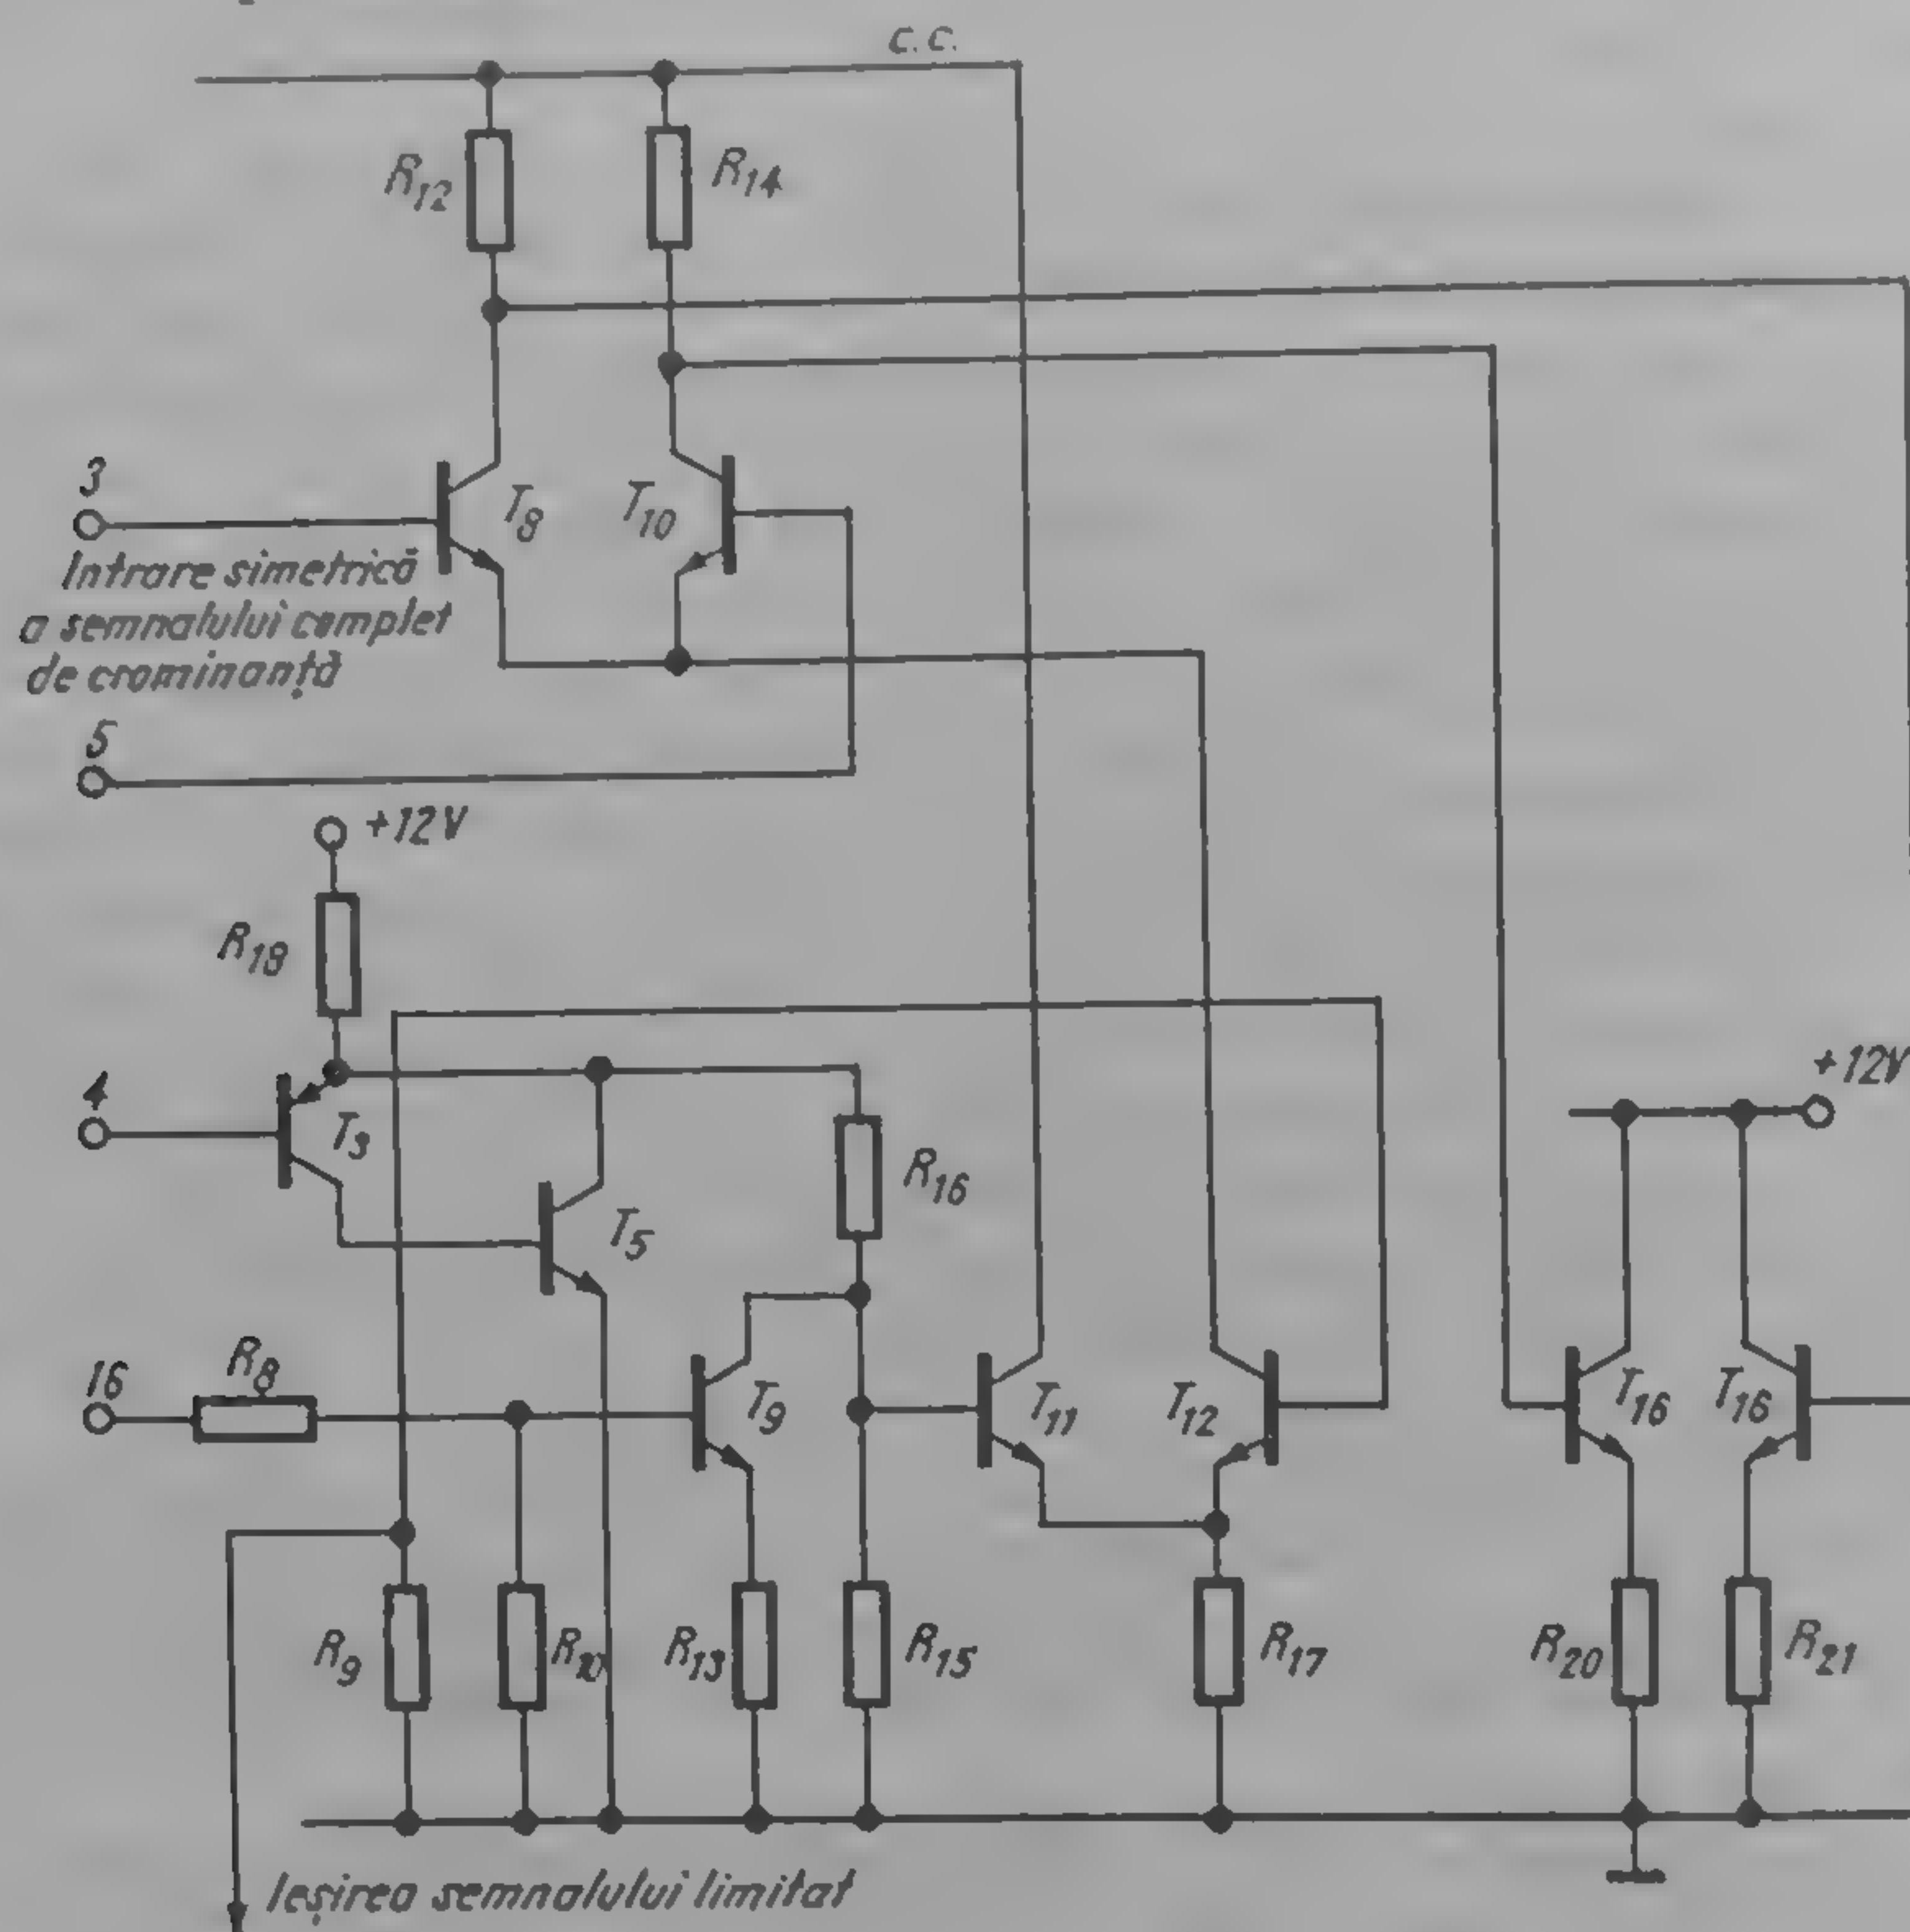 c.c.
R12
R14
3
T8
T10
Intrare simetrică
a semnalului complet
de crominanță
5
+12V
R18
4
T3
+12V
R16
T5
16
R8
T9
T11
T12
T16
T16
R9
R10
R13
R15
R17
R20
R21
Ieșirea semnalului limitat